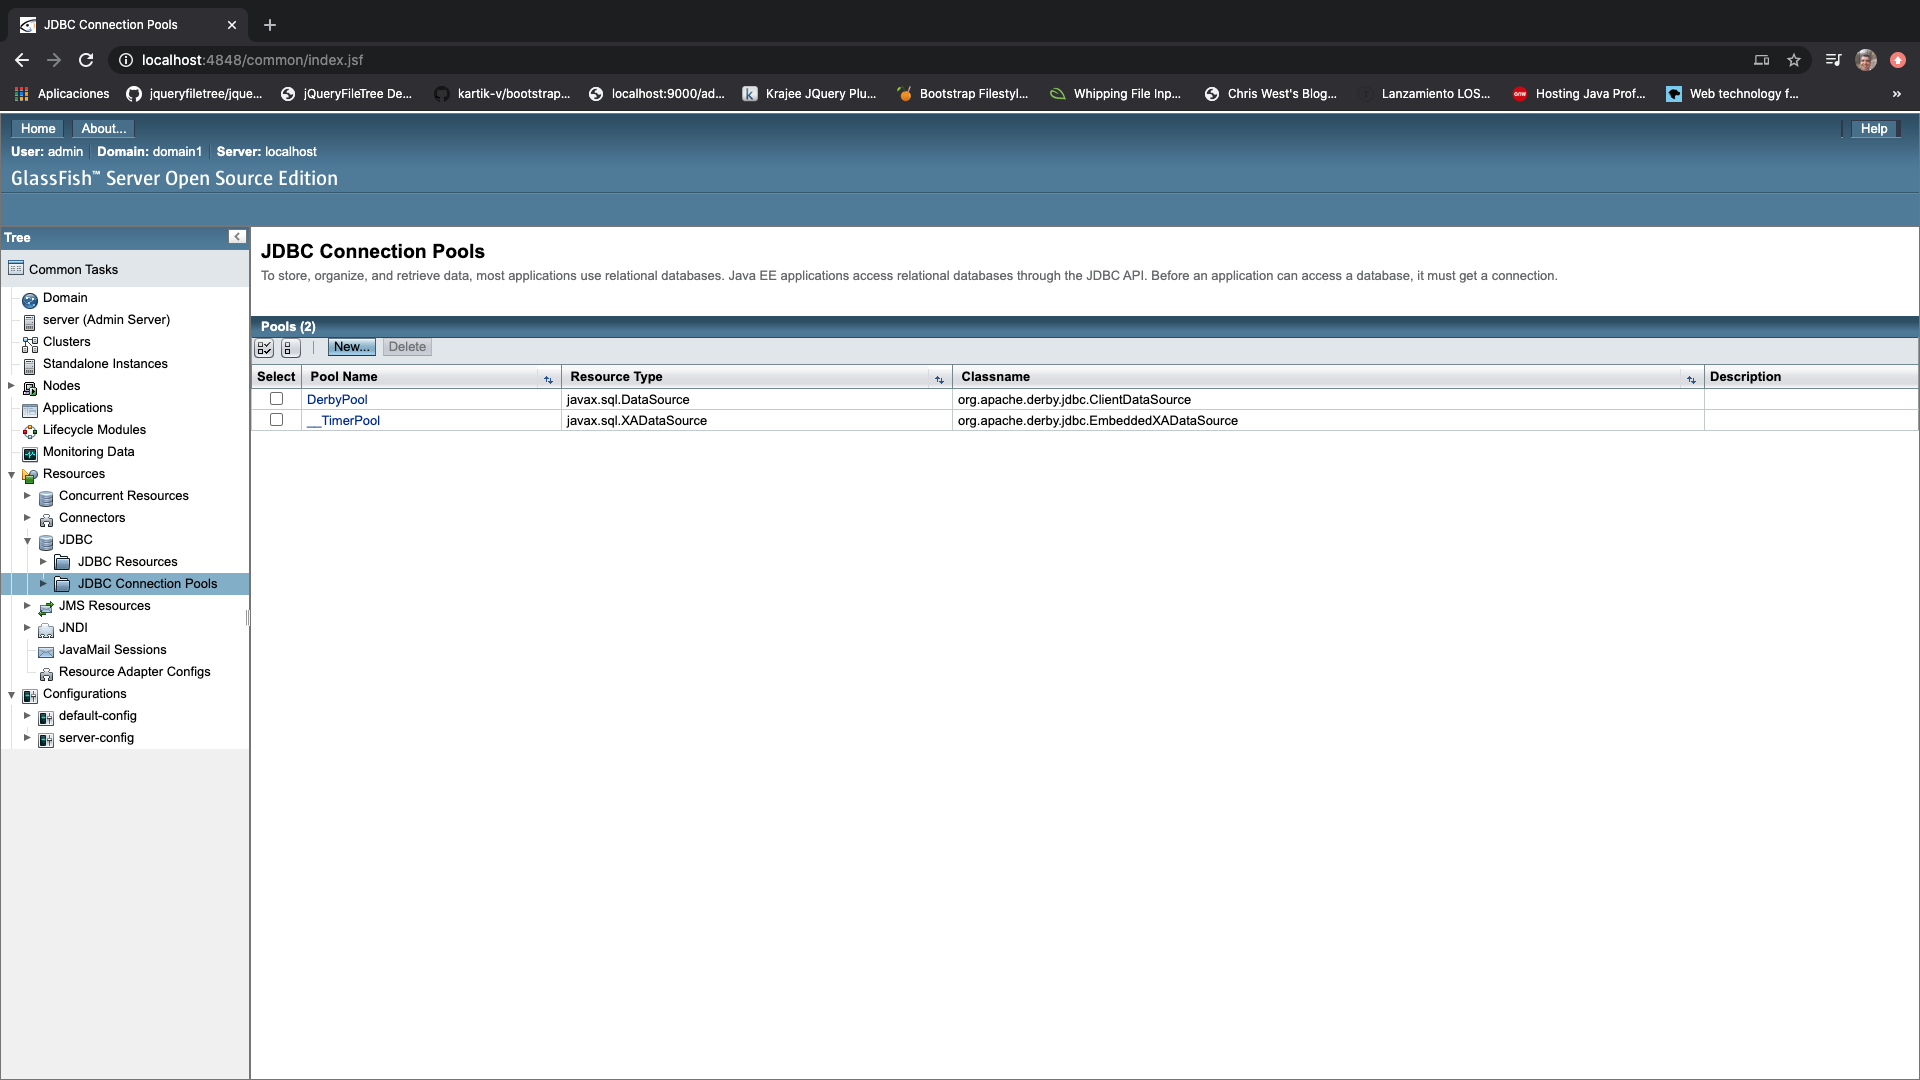 JDBC Connection Pools
localhost:4848/common/index.jsf
Aplicaciones
jqueryfiletree/jque...
jQueryFileTree De...
kartik-v/bootstrap...
localhost:9000/ad...
Krajee JQuery Plu...
Bootstrap Filestyl...
Whipping File Inp...
Chris West's Blog...
Lanzamiento LOS...
Hosting Java Prof...
Web technology f...
»
Home
About...
Help
User: admin
Domain: domain1
Server: localhost
GlassFish™ Server Open Source Edition
Tree
Common Tasks
Domain
server (Admin Server)
Clusters
Standalone Instances
Nodes
Applications
Lifecycle Modules
Monitoring Data
Resources
Concurrent Resources
Connectors
JDBC
JDBC Resources
JDBC Connection Pools
JMS Resources
JNDI
JavaMail Sessions
Resource Adapter Configs
Configurations
default-config
server-config
JDBC Connection Pools
To store, organize, and retrieve data, most applications use relational databases. Java EE applications access relational databases through the JDBC API. Before an application can access a database, it must get a connection.
Pools (2)
New...
Delete
Select
Pool Name
Resource Type
Classname
Description
DerbyPool
javax.sql.DataSource
org.apache.derby.jdbc.ClientDataSource
__TimerPool
javax.sql.XADataSource
org.apache.derby.jdbc.EmbeddedXADataSource